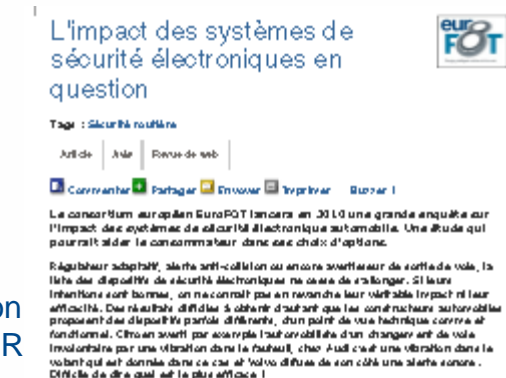 L'impact des systèmes de
sécurité électroniques en
question
euro
FOT
Tags : Sécurité routière
Article Avis Revue de web
Commenter Partager Envoyer Imprimer Buzzer !
Le consortium européen EuroFOT lancera en 2010 une grande enquête sur
l'impact des systèmes de sécurité électronique automobile. Une étude qui
pourrait aider le consommateur dans ses choix d'options.
Régulateur adaptatif, alerte anti-collision ou encore avertisseur de sortie de voie, la
liste des dispositifs de sécurité électroniques ne cesse de s'allonger. Si leurs
intentions sont bonnes, on ne connaît pas en revanche leur véritable impact ni leur
efficacité. Des résultats difficiles à obtenir d'autant que les constructeurs automobiles
proposent des dispositifs parfois différents, d'un point de vue technique comme et
fonctionnel. Citroën avertit par exemple l'automobiliste d'un changement de voie
involontaire par une vibration dans le fauteuil, chez Audi c'est une vibration dans le
volant qui est donnée dans ce cas et Volvo diffuse de son côté une alerte sonore.
Difficile de dire quel est le plus efficace !
on
R